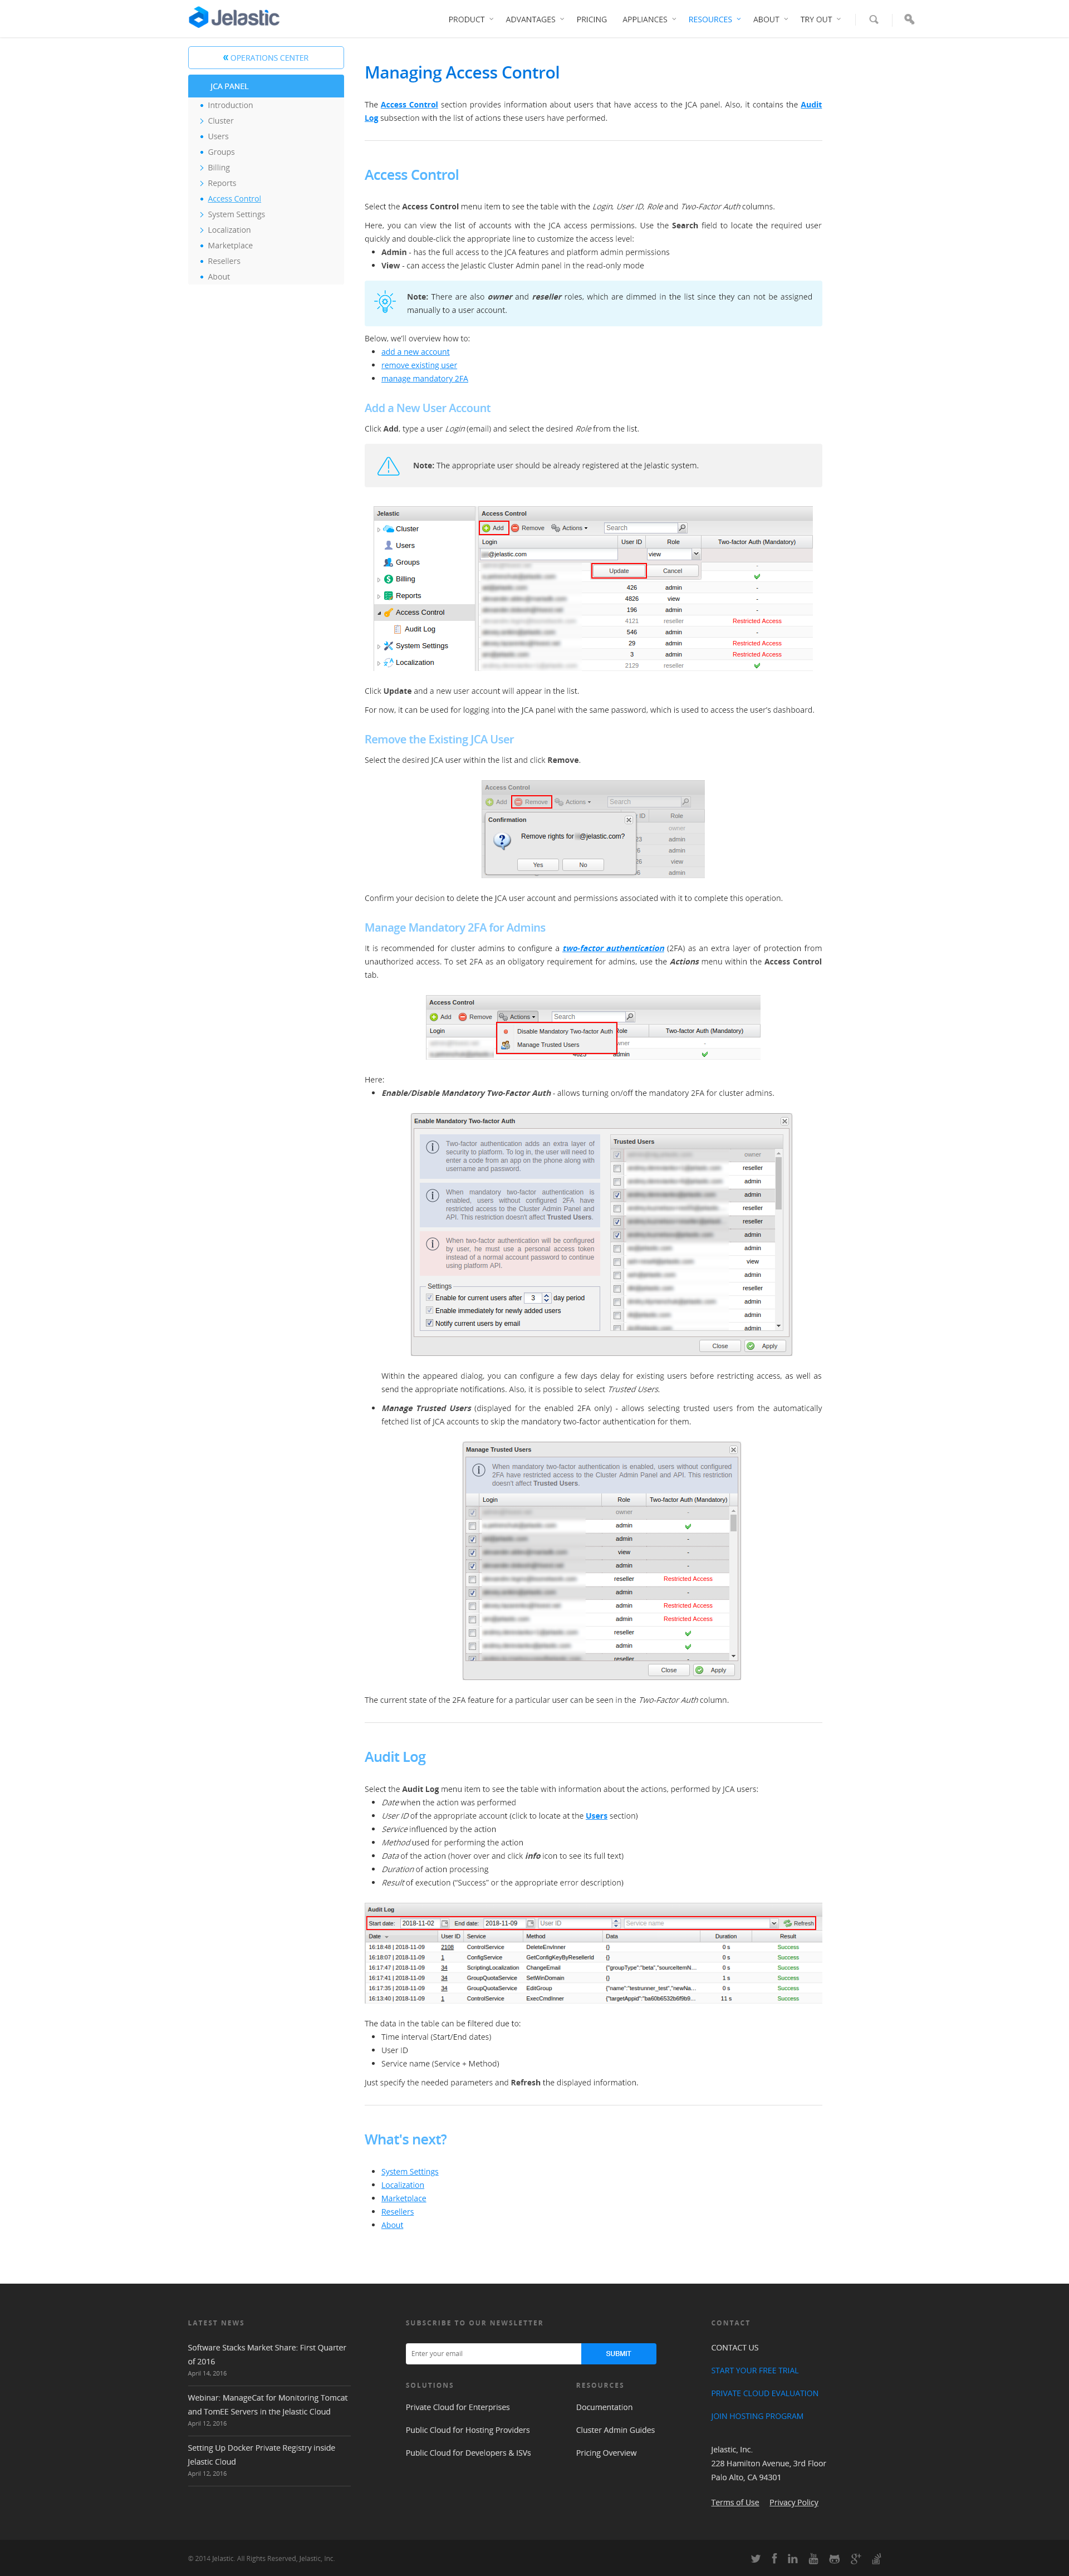 Jelastic
PRODUCT ADVANTAGES PRICING APPLIANCES RESOURCES ABOUT TRY OUT
« OPERATIONS CENTER
JCA PANEL
Introduction
Cluster
Users
Groups
Billing
Reports
Access Control
System Settings
Localization
Marketplace
Resellers
About
Managing Access Control
The Access Control section provides information about users that have access to the JCA panel. Also, it contains the Audit
Log subsection with the list of actions these users have performed.
Access Control
Select the Access Control menu item to see the table with the Login, User ID, Role and Two-Factor Auth columns.
Here, you can view the list of accounts with the JCA access permissions. Use the Search field to locate the required user
quickly and double-click the appropriate line to customize the access level:
Admin - has the full access to the JCA features and platform admin permissions
View - can access the Jelastic Cluster Admin panel in the read-only mode
Note: There are also owner and reseller roles, which are dimmed in the list since they can not be assigned
manually to a user account.
Below, we'll overview how to:
add a new account
remove existing user
manage mandatory 2FA
Add a New User Account
Click Add, type a user Login (email) and select the desired Role from the list.
Note: The appropriate user should be already registered at the Jelastic system.
Jelastic
Cluster
Users
Groups
Billing
Reports
Access Control
Audit Log
System Settings
Localization
Access Control
Add Remove Actions Search
Login User ID Role Two-factor Auth (Mandatory)
@jelastic.com view
-
Update Cancel
426 admin -
4826 view -
196 admin -
4121 reseller Restricted Access
546 admin -
29 admin Restricted Access
3 admin Restricted Access
2129 reseller
Click Update and a new user account will appear in the list.
For now, it can be used for logging into the JCA panel with the same password, which is used to access the user's dashboard.
Remove the Existing JCA User
Select the desired JCA user within the list and click Remove.
Access Control
Add Remove Actions Search
ID Role
Confirmation
owner
Remove rights for @jelastic.com?
admin
admin
view
Yes No
admin
Confirm your decision to delete the JCA user account and permissions associated with it to complete this operation.
Manage Mandatory 2FA for Admins
It is recommended for cluster admins to configure a two-factor authentication (2FA) as an extra layer of protection from
unauthorized access. To set 2FA as an obligatory requirement for admins, use the Actions menu within the Access Control
tab.
Access Control
Add Remove Actions Search
Login Role Two-factor Auth (Mandatory)
Disable Mandatory Two-factor Auth
Manage Trusted Users
owner -
4623 admin
Here:
Enable/Disable Mandatory Two-Factor Auth - allows turning on/off the mandatory 2FA for cluster admins.
Enable Mandatory Two-factor Auth
Two-factor authentication adds an extra layer of
security to platform. To log in, the user will need to
enter a code from an app on the phone along with
username and password.
When mandatory two-factor authentication is
enabled, users without configured 2FA have
restricted access to the Cluster Admin Panel and
API. This restriction doesn't affect Trusted Users.
When two-factor authentication will be configured
by user, he must use a personal access token
instead of a normal account password to continue
using platform API.
Settings
Enable for current users after 3 day period
Enable immediately for newly added users
Notify current users by email
Trusted Users
owner
reseller
admin
admin
reseller
reseller
admin
admin
view
admin
reseller
admin
admin
admin
Close Apply
Within the appeared dialog, you can configure a few days delay for existing users before restricting access, as well as
send the appropriate notifications. Also, it is possible to select Trusted Users.
Manage Trusted Users (displayed for the enabled 2FA only) - allows selecting trusted users from the automatically
fetched list of JCA accounts to skip the mandatory two-factor authentication for them.
Manage Trusted Users
When mandatory two-factor authentication is enabled, users without configured
2FA have restricted access to the Cluster Admin Panel and API. This restriction
doesn't affect Trusted Users.
Login Role Two-factor Auth (Mandatory)
owner -
admin
admin -
view -
admin -
reseller Restricted Access
admin -
admin Restricted Access
admin Restricted Access
reseller
admin
reseller -
Close Apply
The current state of the 2FA feature for a particular user can be seen in the Two-Factor Auth column.
Audit Log
Select the Audit Log menu item to see the table with information about the actions, performed by JCA users:
Date when the action was performed
User ID of the appropriate account (click to locate at the Users section)
Service influenced by the action
Method used for performing the action
Data of the action (hover over and click info icon to see its full text)
Duration of action processing
Result of execution ("Success" or the appropriate error description)
Audit Log
Start date: 2018-11-02 End date: 2018-11-09 User ID Service name Refresh
Date User ID Service Method Data Duration Result
16:18:48 | 2018-11-09 2108 ControlService DeleteEnvInner {} 0 s Success
16:18:07 | 2018-11-09 1 ConfigService GetConfigKeyByResellerId {} 0 s Success
16:17:47 | 2018-11-09 34 ScriptingLocalization ChangeEmail {"groupType":"beta","sourceItemN... 0 s Success
16:17:41 | 2018-11-09 34 GroupQuotaService SetWinDomain {} 1 s Success
16:17:35 | 2018-11-09 34 GroupQuotaService EditGroup {"name":"testrunner_test","newNa... 0 s Success
16:13:40 | 2018-11-09 1 ControlService ExecCmdInner {"targetAppid":"ba60b6532b6f9b9... 11 s Success
The data in the table can be filtered due to:
Time interval (Start/End dates)
User ID
Service name (Service + Method)
Just specify the needed parameters and Refresh the displayed information.
What's next?
System Settings
Localization
Marketplace
Resellers
About
LATEST NEWS
Software Stacks Market Share: First Quarter
of 2016
April 14, 2016
Webinar: ManageCat for Monitoring Tomcat
and TomEE Servers in the Jelastic Cloud
April 12, 2016
Setting Up Docker Private Registry inside
Jelastic Cloud
April 12, 2016
SUBSCRIBE TO OUR NEWSLETTER
Enter your email SUBMIT
SOLUTIONS
Private Cloud for Enterprises
Public Cloud for Hosting Providers
Public Cloud for Developers & ISVs
RESOURCES
Documentation
Cluster Admin Guides
Pricing Overview
CONTACT
CONTACT US
START YOUR FREE TRIAL
PRIVATE CLOUD EVALUATION
JOIN HOSTING PROGRAM
Jelastic, Inc.
228 Hamilton Avenue, 3rd Floor
Palo Alto, CA 94301
Terms of Use Privacy Policy
© 2014 Jelastic. All Rights Reserved, Jelastic, Inc.